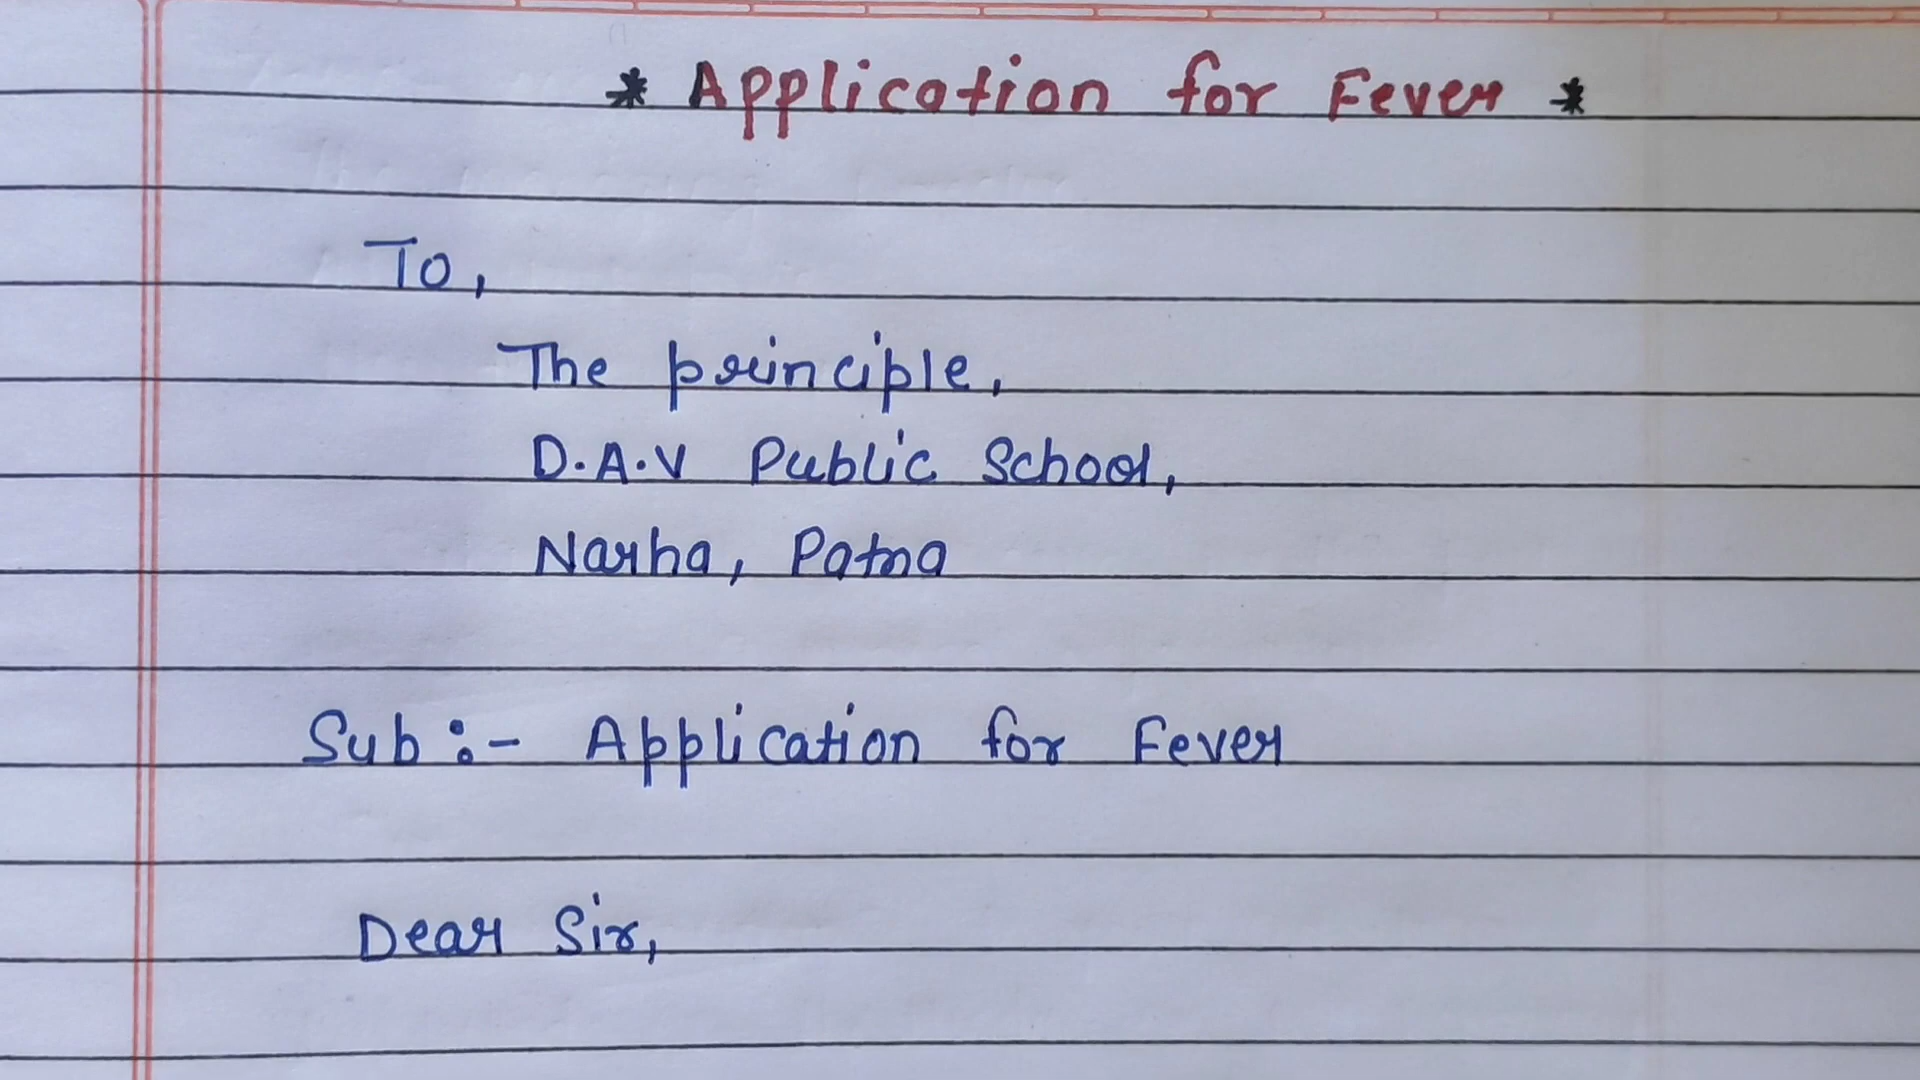 * Application for Fever *
To,
The principle,
D.A.V Public School,
Narha, Patna
Sub :- Application for Fever
Dear Sir,